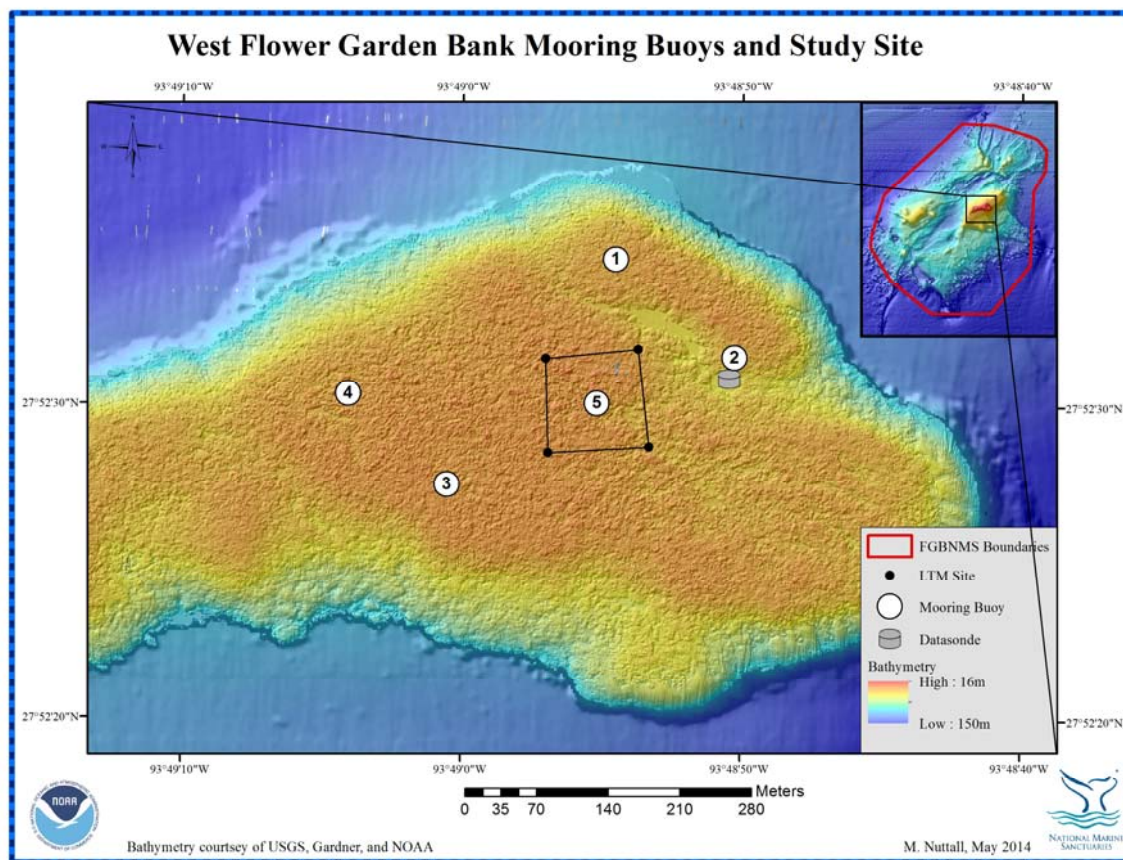 West Flower Garden Bank Mooring Buoys and Study Site
93°49'10"W 93°49'0"W 93°48'50"W 93°48'40"W
1
2
27°52'30"N 4 5 27°52'30"N
3
FGBNMS Boundaries
LTM Site
Mooring Buoy
Datasonde
Bathymetry
High : 16m
Low : 150m
27°52'20"N 27°52'20"N
93°49'10"W 93°49'0"W 93°48'50"W 93°48'40"W
Meters
0 35 70 140 210 280
NOAA
NATIONAL MARINE
SANCTUARIES
Bathymetry courtsey of USGS, Gardner, and NOAA
M. Nuttall, May 2014